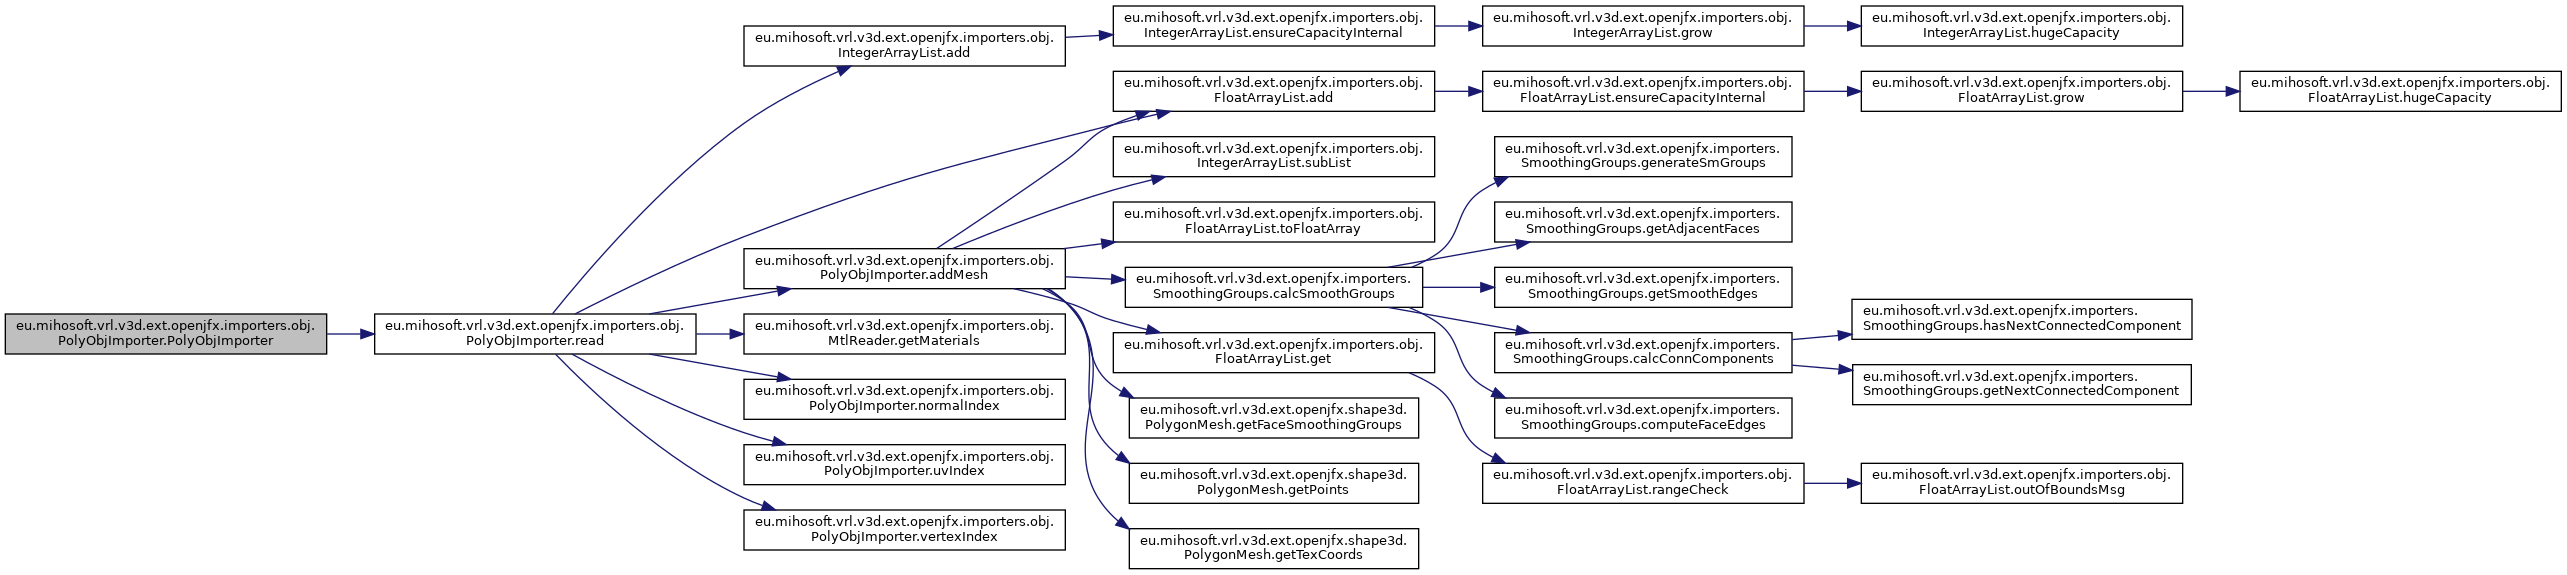 eu.mihosoft.vrl.v3d.ext.openjfx.importers.obj.
PolyObjImporter.PolyObjImporter
eu.mihosoft.vrl.v3d.ext.openjfx.importers.obj.
PolyObjImporter.read
eu.mihosoft.vrl.v3d.ext.openjfx.importers.obj.
IntegerArrayList.add
eu.mihosoft.vrl.v3d.ext.openjfx.importers.obj.
PolyObjImporter.addMesh
eu.mihosoft.vrl.v3d.ext.openjfx.importers.obj.
MtlReader.getMaterials
eu.mihosoft.vrl.v3d.ext.openjfx.importers.obj.
PolyObjImporter.normalIndex
eu.mihosoft.vrl.v3d.ext.openjfx.importers.obj.
PolyObjImporter.uvIndex
eu.mihosoft.vrl.v3d.ext.openjfx.importers.obj.
PolyObjImporter.vertexIndex
eu.mihosoft.vrl.v3d.ext.openjfx.importers.obj.
IntegerArrayList.ensureCapacityInternal
eu.mihosoft.vrl.v3d.ext.openjfx.importers.obj.
FloatArrayList.add
eu.mihosoft.vrl.v3d.ext.openjfx.importers.obj.
IntegerArrayList.subList
eu.mihosoft.vrl.v3d.ext.openjfx.importers.obj.
FloatArrayList.toFloatArray
eu.mihosoft.vrl.v3d.ext.openjfx.importers.
SmoothingGroups.calcSmoothGroups
eu.mihosoft.vrl.v3d.ext.openjfx.importers.obj.
FloatArrayList.get
eu.mihosoft.vrl.v3d.ext.openjfx.shape3d.
PolygonMesh.getFaceSmoothingGroups
eu.mihosoft.vrl.v3d.ext.openjfx.shape3d.
PolygonMesh.getPoints
eu.mihosoft.vrl.v3d.ext.openjfx.shape3d.
PolygonMesh.getTexCoords
eu.mihosoft.vrl.v3d.ext.openjfx.importers.obj.
IntegerArrayList.grow
eu.mihosoft.vrl.v3d.ext.openjfx.importers.obj.
FloatArrayList.ensureCapacityInternal
eu.mihosoft.vrl.v3d.ext.openjfx.importers.
SmoothingGroups.generateSmGroups
eu.mihosoft.vrl.v3d.ext.openjfx.importers.
SmoothingGroups.getAdjacentFaces
eu.mihosoft.vrl.v3d.ext.openjfx.importers.
SmoothingGroups.getSmoothEdges
eu.mihosoft.vrl.v3d.ext.openjfx.importers.
SmoothingGroups.calcConnComponents
eu.mihosoft.vrl.v3d.ext.openjfx.importers.
SmoothingGroups.computeFaceEdges
eu.mihosoft.vrl.v3d.ext.openjfx.importers.obj.
FloatArrayList.rangeCheck
eu.mihosoft.vrl.v3d.ext.openjfx.importers.obj.
IntegerArrayList.hugeCapacity
eu.mihosoft.vrl.v3d.ext.openjfx.importers.obj.
FloatArrayList.grow
eu.mihosoft.vrl.v3d.ext.openjfx.importers.
SmoothingGroups.hasNextConnectedComponent
eu.mihosoft.vrl.v3d.ext.openjfx.importers.
SmoothingGroups.getNextConnectedComponent
eu.mihosoft.vrl.v3d.ext.openjfx.importers.obj.
FloatArrayList.outOfBoundsMsg
eu.mihosoft.vrl.v3d.ext.openjfx.importers.obj.
FloatArrayList.hugeCapacity